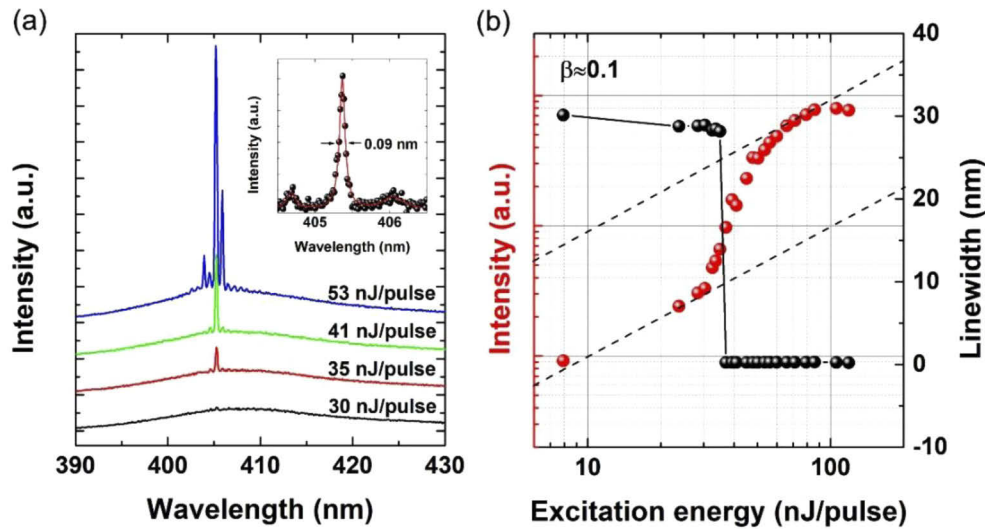 (a)
Intensity (a.u.)
Intensity (a.u.)
0.09 nm
405
406
Wavelength (nm)
53 nJ/pulse
41 nJ/pulse
35 nJ/pulse
30 nJ/pulse
390
400
410
420
430
Wavelength (nm)
(b)
β≈0.1
Intensity (a.u.)
40
30
20
10
0
-10
Linewidth (nm)
10
100
Excitation energy (nJ/pulse)